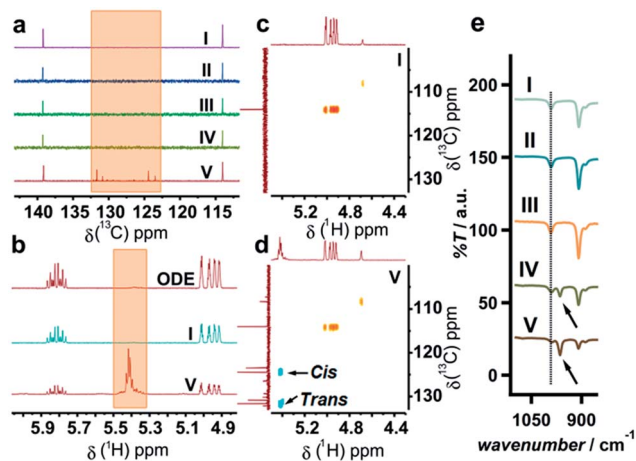 a
I
II
III
IV
V
140 135 130 125 120 115
δ(¹³C) ppm
b
ODE
I
V
5.9 5.7 5.5 5.3 5.1 4.9
δ (¹H) ppm
c
I
110
115
120
125
130
δ(¹³C) ppm
5.2 4.8 4.4
δ (¹H) ppm
d
V
110
115
120
125
130
δ(¹³C) ppm
Cis
Trans
5.2 4.8 4.4
δ (¹H) ppm
e
200
150
100
50
0
%T / a.u.
I
II
III
IV
V
1050 900
wavenumber / cm⁻¹